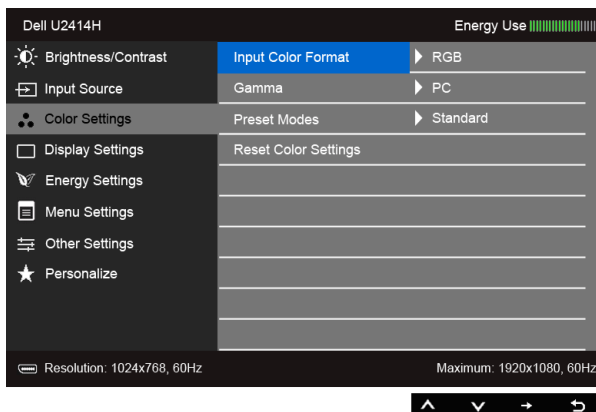 Dell U2414H Energy Use
Brightness/Contrast Input Color Format RGB
Input Source Gamma PC
Color Settings Preset Modes Standard
Display Settings Reset Color Settings
Energy Settings
Menu Settings
Other Settings
Personalize
Resolution: 1024x768, 60Hz Maximum: 1920x1080, 60Hz